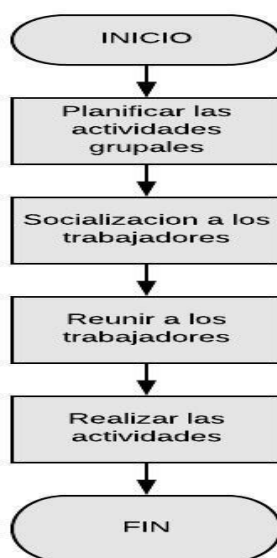 INICIO
Planificar las
actividades
grupales
Socializacion a los
trabajadores
Reunir a los
trabajadores
Realizar las
actividades
FIN